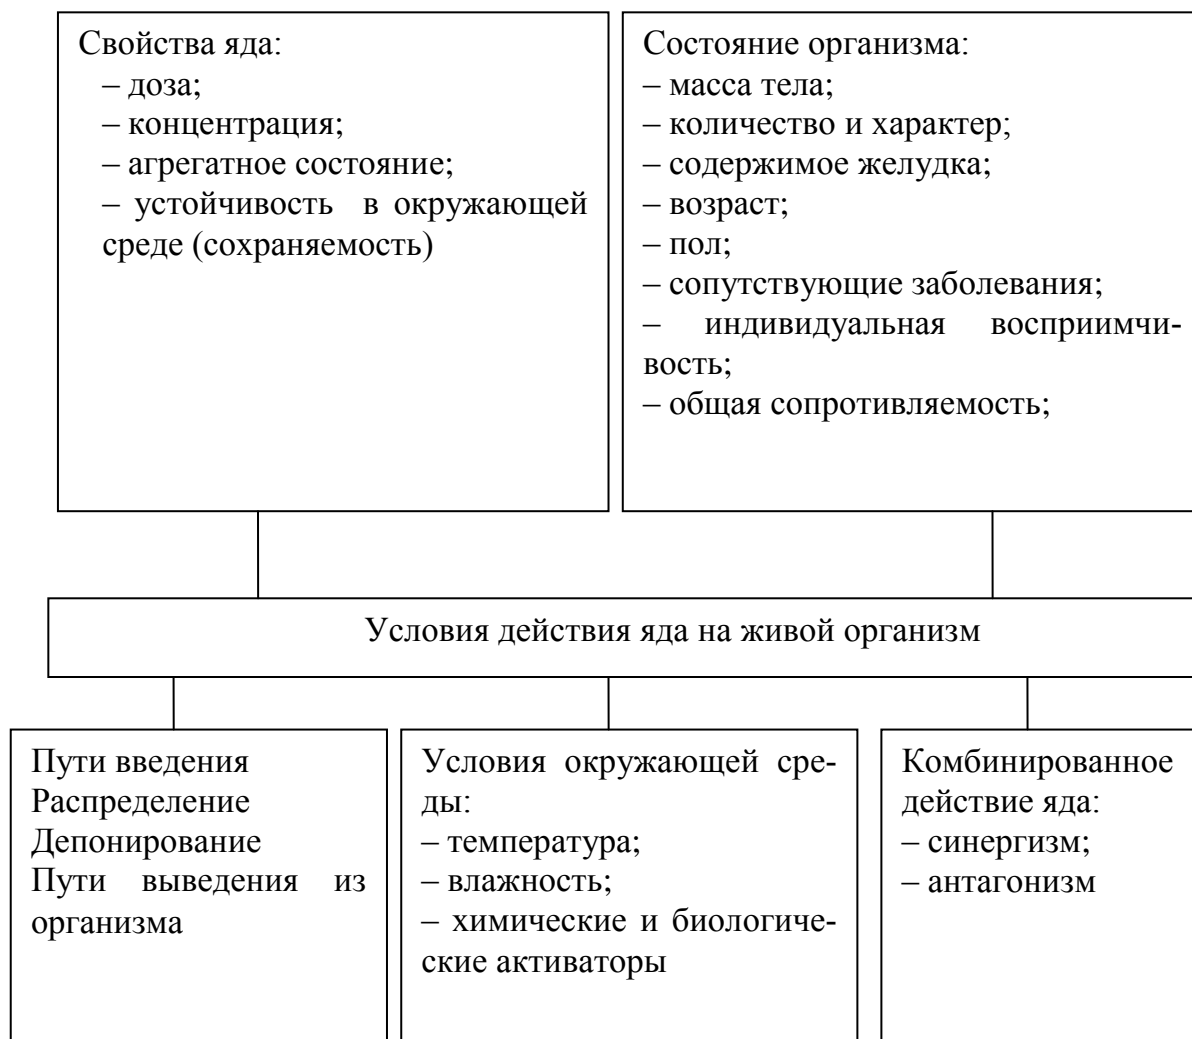 Свойства яда:
– доза;
– концентрация;
– агрегатное состояние;
– устойчивость в окружающей
среде (сохраняемость)
Состояние организма:
– масса тела;
– количество и характер;
– содержимое желудка;
– возраст;
– пол;
– сопутствующие заболевания;
– индивидуальная восприимчи-
вость;
– общая сопротивляемость;
Условия действия яда на живой организм
Пути введения
Распределение
Депонирование
Пути выведения из
организма
Условия окружающей сре-
ды:
– температура;
– влажность;
– химические и биологиче-
ские активаторы
Комбинированное
действие яда:
– синергизм;
– антагонизм